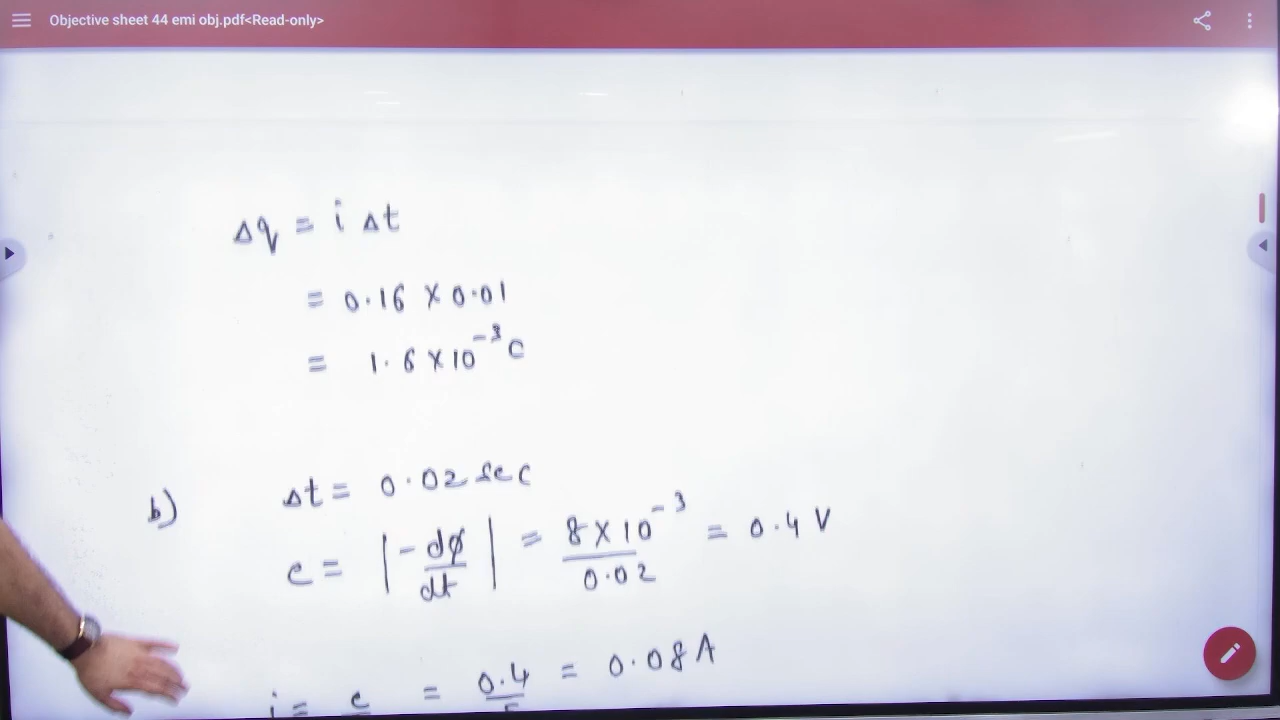 Objective sheet 44 emi obj.pdf<Read-only>
Δq = i Δt
= 0.16 × 0.01
= 1.6 × 10⁻³ C
b) Δt = 0.02 sec
e = |-dφ/dt| = 8 × 10⁻³/0.02 = 0.4 V
i = e = 0.4 = 0.08 A